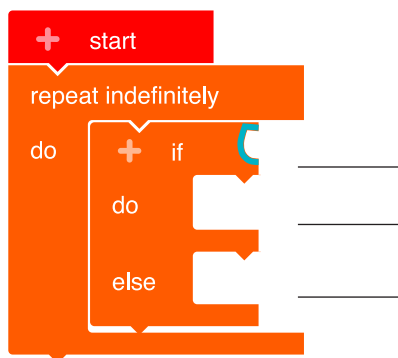 + start
repeat indefinitely
do
+ if
do
else